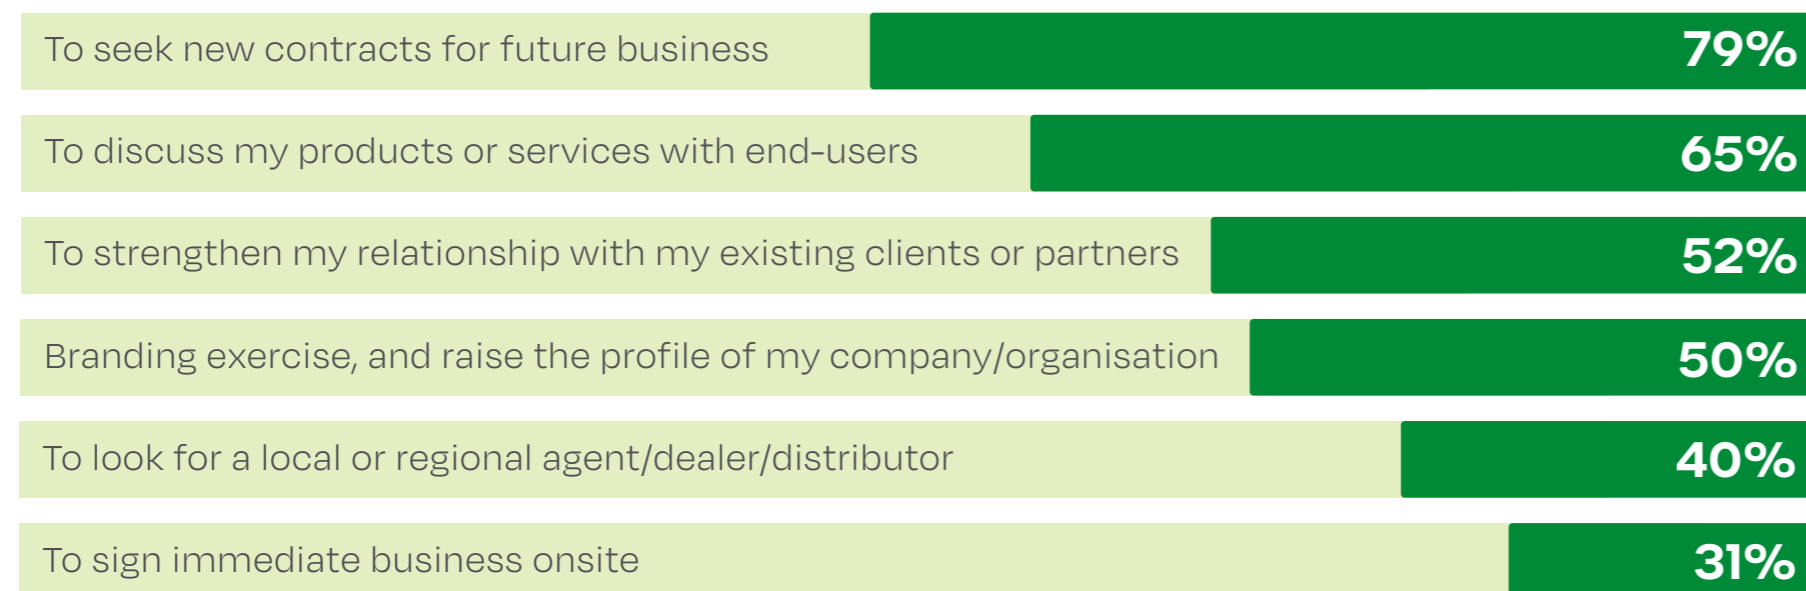 To seek new contracts for future business 79%
To discuss my products or services with end-users 65%
To strengthen my relationship with my existing clients or partners 52%
Branding exercise, and raise the profile of my company/organisation 50%
To look for a local or regional agent/dealer/distributor 40%
To sign immediate business onsite 31%